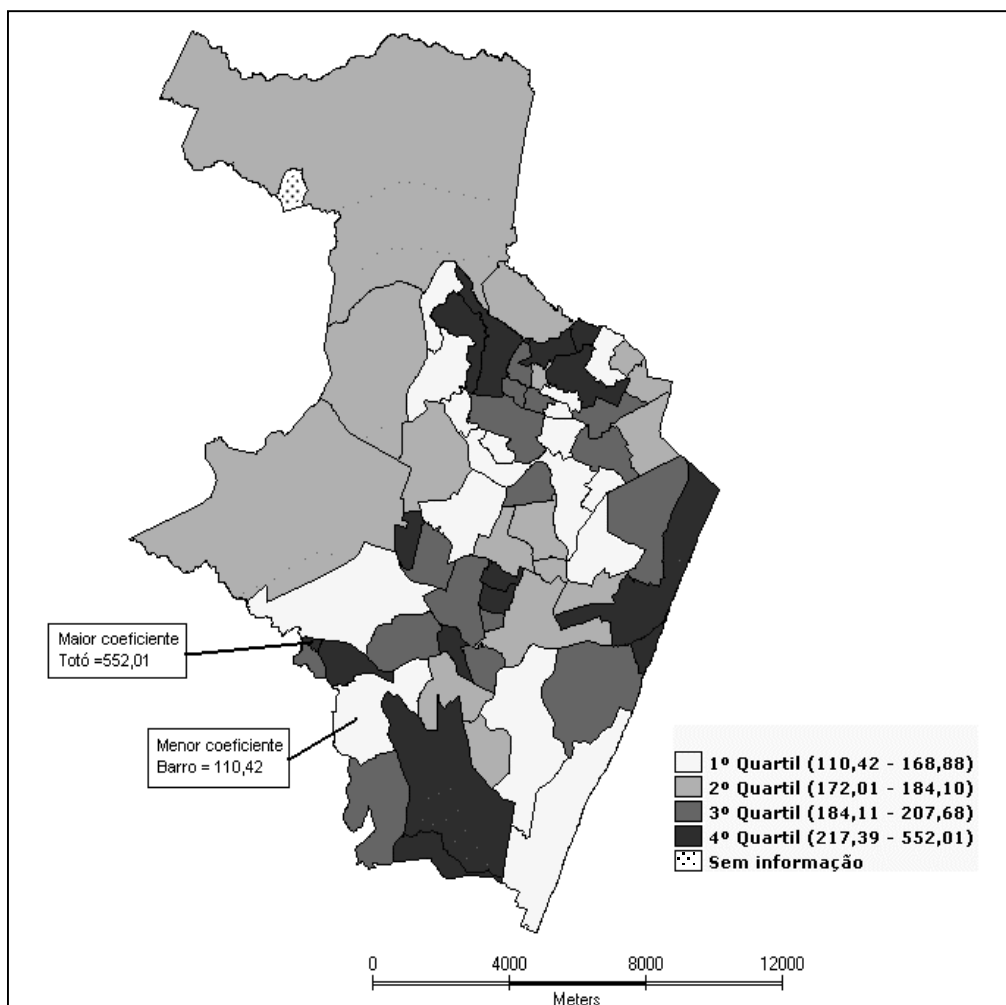 Maior coeficiente
Totó =552,01
Menor coeficiente
Barro = 110,42
1º Quartil (110,42 - 168,88)
2º Quartil (172,01 - 184,10)
3º Quartil (184,11 - 207,68)
4º Quartil (217,39 - 552,01)
Sem informação
0 4000 8000 12000
Meters